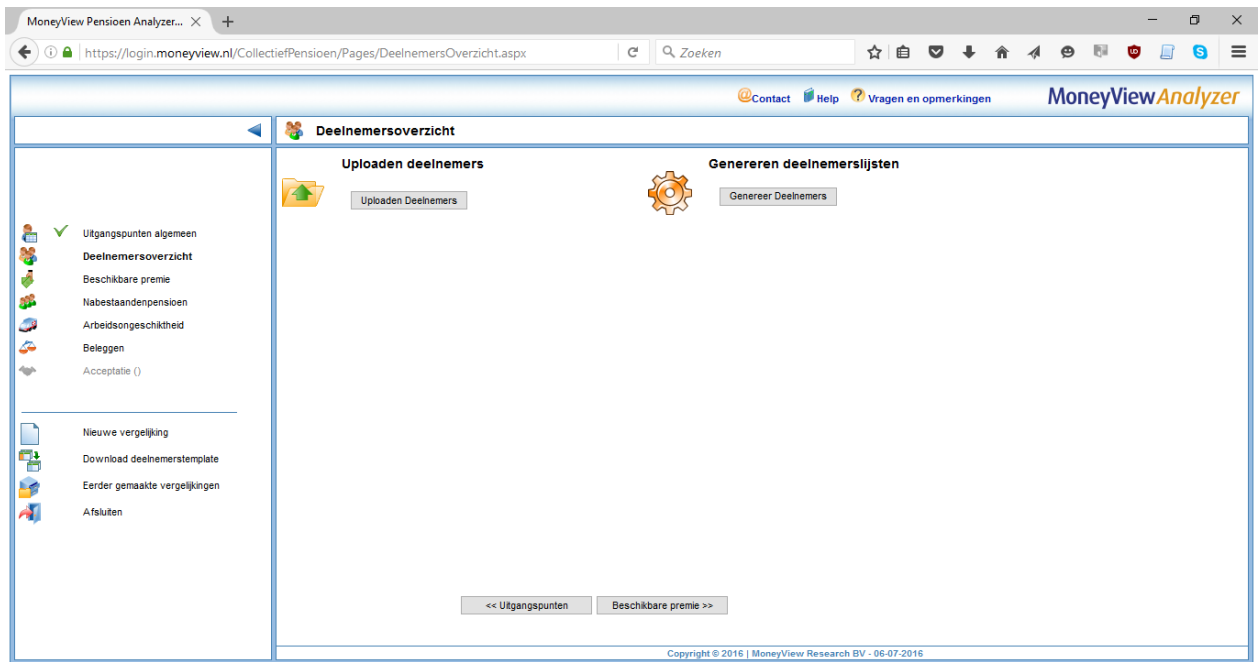 MoneyView Pensioen Analyzer...
https://login.moneyview.nl/CollectiefPensioen/Pages/DeelnemersOverzicht.aspx
Zoeken
Contact Help Vragen en opmerkingen MoneyViewAnalyzer
Deelnemersoverzicht
Uploaden deelnemers
Genereren deelnemerslijsten
Uploaden Deelnemers
Genereer Deelnemers
Uitgangspunten algemeen
Deelnemersoverzicht
Beschikbare premie
Nabestaandenpensioen
Arbeidsongeschiktheid
Beleggen
Acceptatie ()
Nieuwe vergelijking
Download deelnemerstemplate
Eerder gemaakte vergelijkingen
Afsluiten
<< Uitgangspunten
Beschikbare premie >>
Copyright © 2016 | MoneyView Research BV - 06-07-2016